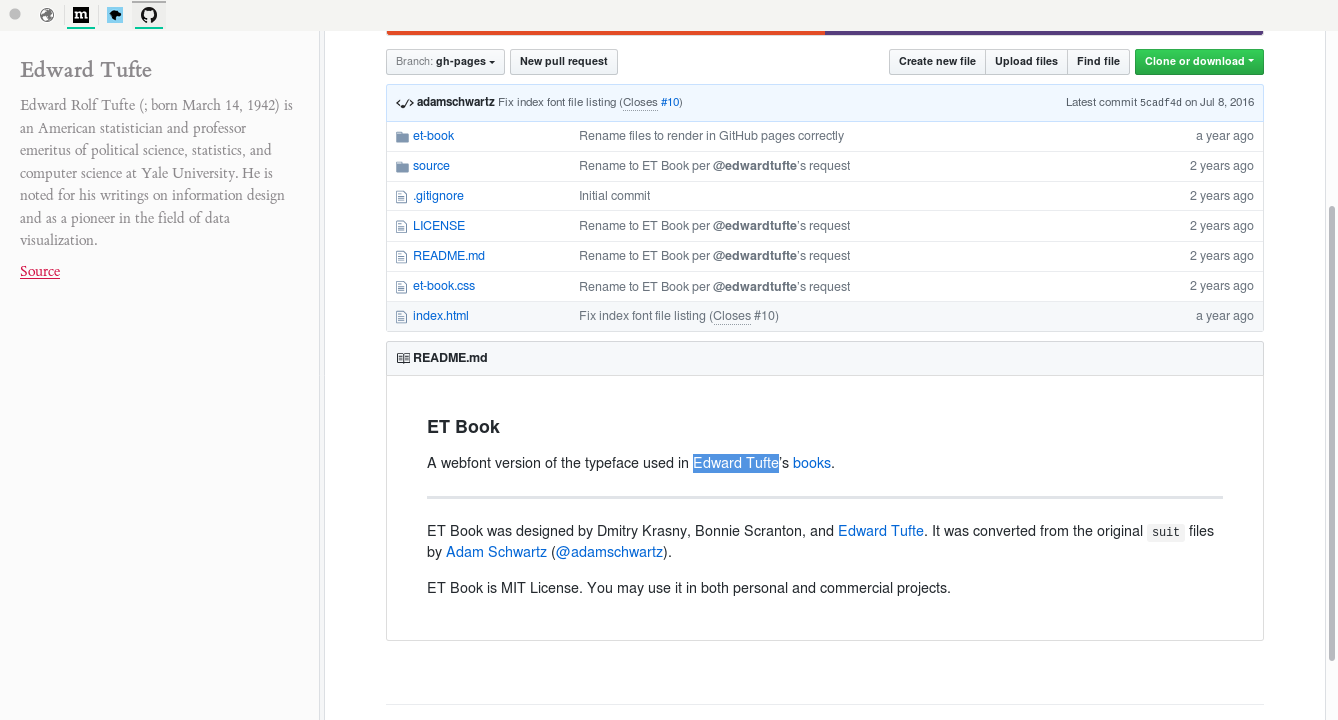 m
Edward Tufte
Edward Rolf Tufte (; born March 14, 1942) is
an American statistician and professor
emeritus of political science, statistics, and
computer science at Yale University. He is
noted for his writings on information design
and as a pioneer in the field of data
visualization.
Source
Branch: gh-pages
New pull request
Create new file
Upload files
Find file
Clone or download
adamschwartz Fix index font file listing (Closes #10)
Latest commit 5cadf4d on Jul 8, 2016
et-book Rename files to render in GitHub pages correctly a year ago
source Rename to ET Book per @edwardtufte's request 2 years ago
.gitignore Initial commit 2 years ago
LICENSE Rename to ET Book per @edwardtufte's request 2 years ago
README.md Rename to ET Book per @edwardtufte's request 2 years ago
et-book.css Rename to ET Book per @edwardtufte's request 2 years ago
index.html Fix index font file listing (Closes #10) a year ago
README.md
ET Book
A webfont version of the typeface used in Edward Tufte's books.
ET Book was designed by Dmitry Krasny, Bonnie Scranton, and Edward Tufte. It was converted from the original suit files
by Adam Schwartz (@adamschwartz).
ET Book is MIT License. You may use it in both personal and commercial projects.